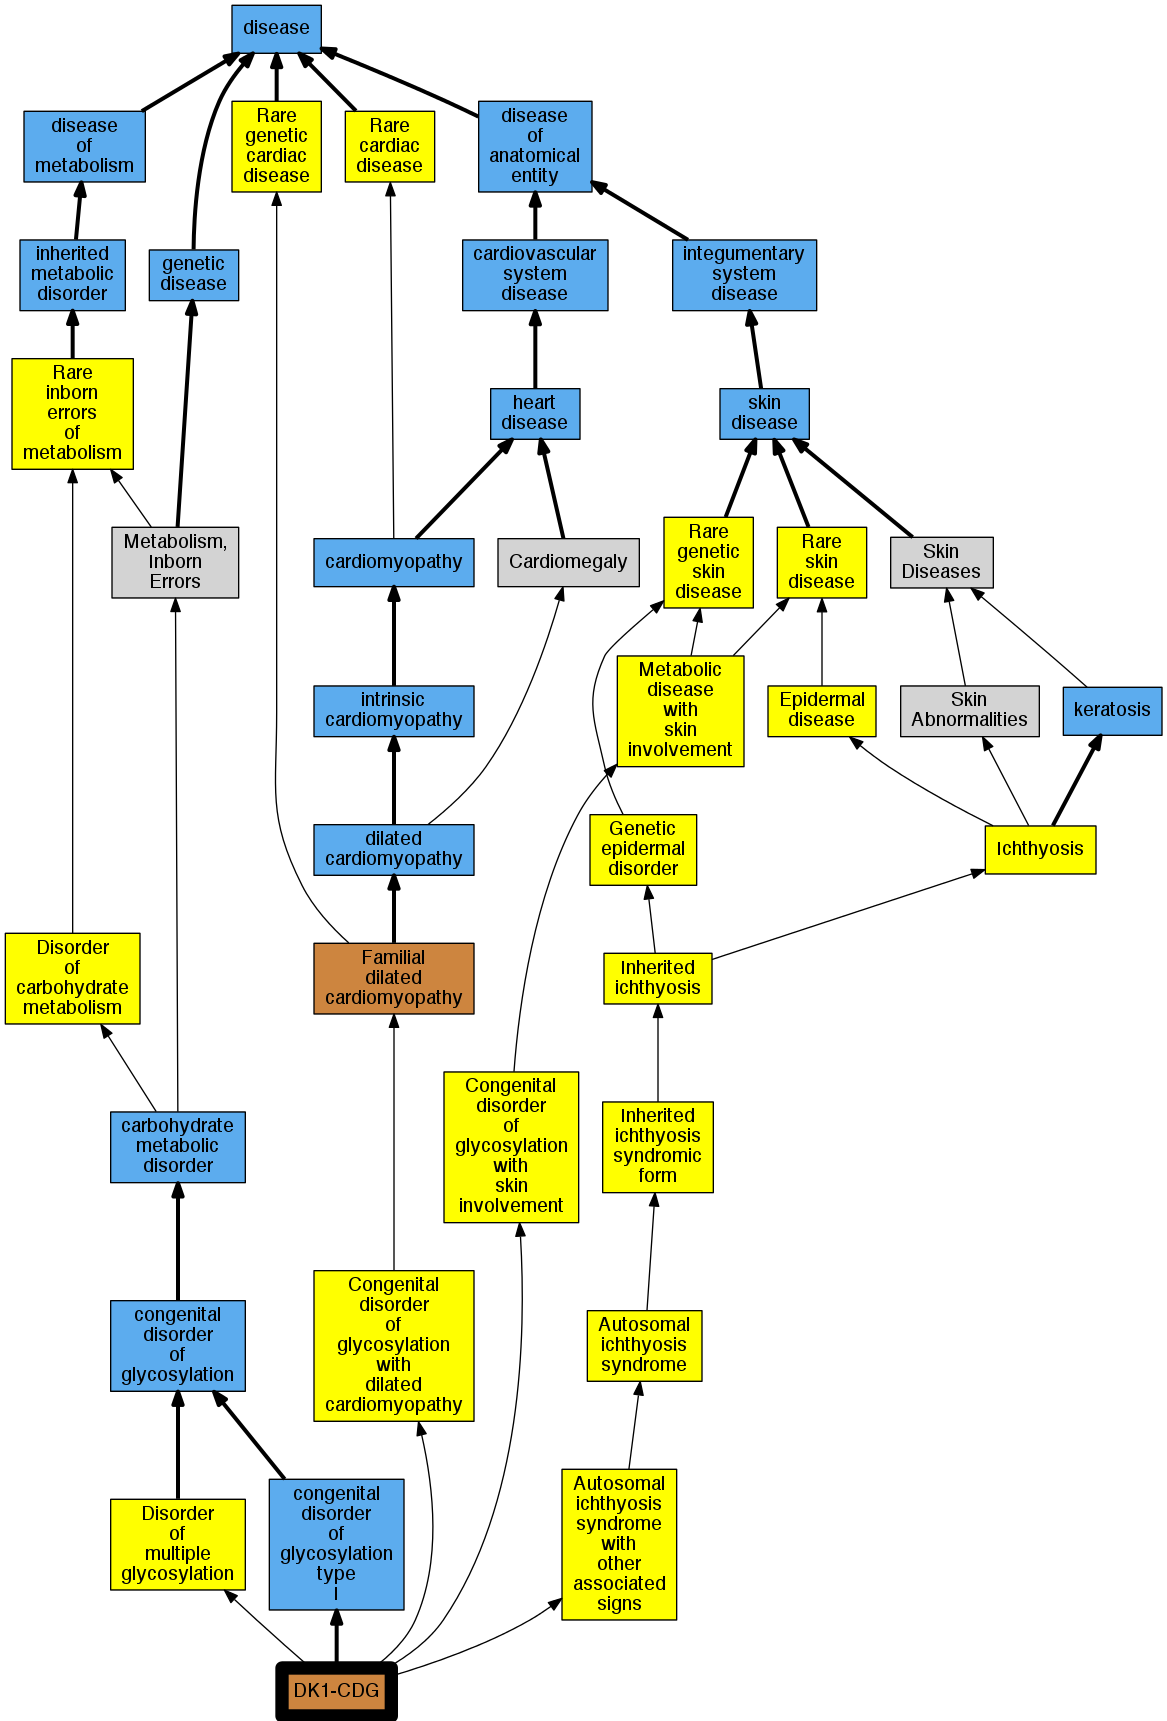 disease
disease
of
metabolism
Rare
genetic
cardiac
disease
Rare
cardiac
disease
disease
of
anatomical
entity
inherited
metabolic
disorder
genetic
disease
cardiovascular
system
disease
integumentary
system
disease
Rare
inborn
errors
of
metabolism
heart
disease
skin
disease
Metabolism,
Inborn
Errors
cardiomyopathy
Cardiomegaly
Rare
genetic
skin
disease
Rare
skin
disease
Skin
Diseases
intrinsic
cardiomyopathy
Metabolic
disease
with
skin
involvement
Epidermal
disease
Skin
Abnormalities
keratosis
dilated
cardiomyopathy
Genetic
epidermal
disorder
Ichthyosis
Disorder
of
carbohydrate
metabolism
Familial
dilated
cardiomyopathy
Inherited
ichthyosis
carbohydrate
metabolic
disorder
Congenital
disorder
of
glycosylation
with
skin
involvement
Inherited
ichthyosis
syndromic
form
congenital
disorder
of
glycosylation
Congenital
disorder
of
glycosylation
with
dilated
cardiomyopathy
Autosomal
ichthyosis
syndrome
Disorder
of
multiple
glycosylation
congenital
disorder
of
glycosylation
type
I
Autosomal
ichthyosis
syndrome
with
other
associated
signs
DK1-CDG